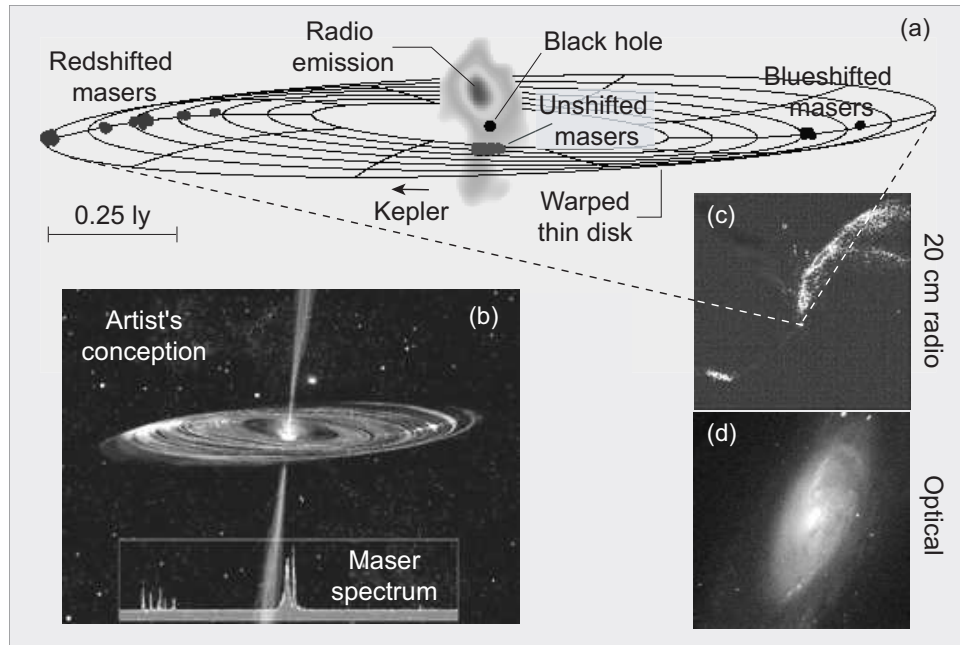 (a)
Radio
emission
Black hole
Redshifted
masers
Blueshifted
masers
Unshifted
masers
Kepler
Warped
thin disk
0.25 ly
(c)
20 cm radio
Artist's
conception
(b)
Maser
spectrum
(d)
Optical